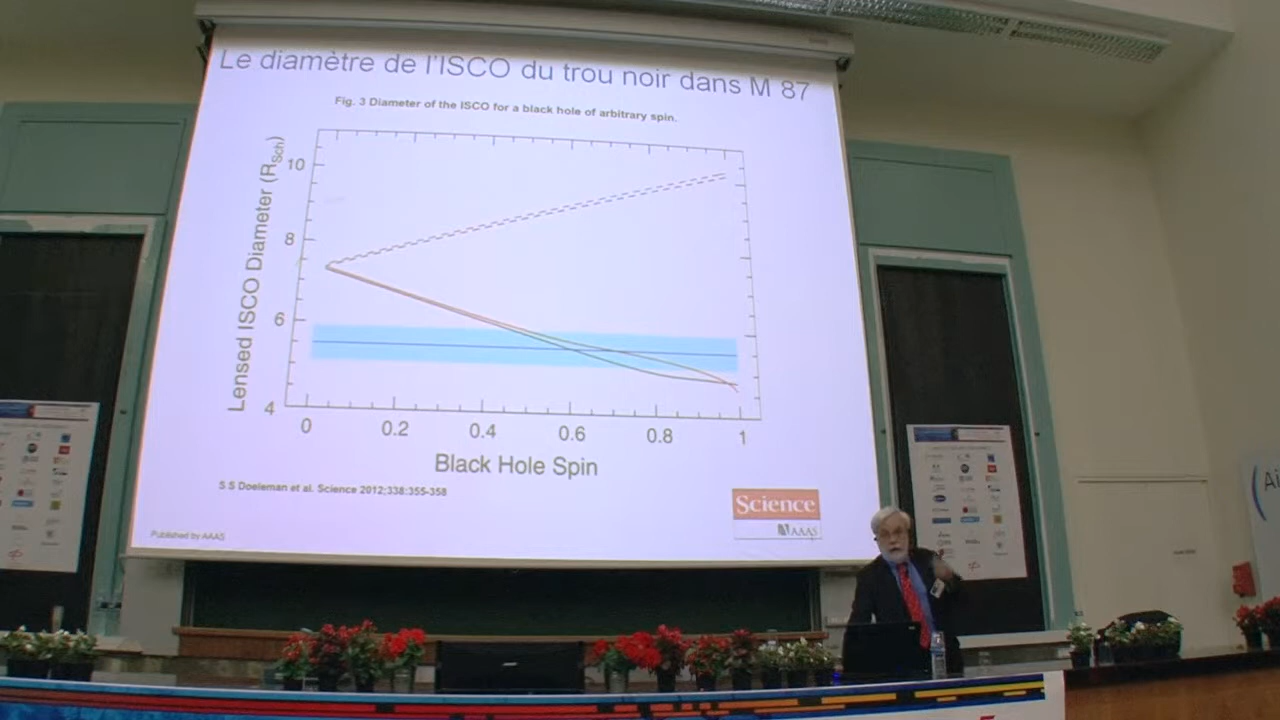 Le diamètre de l'ISCO du trou noir dans M 87
Fig. 3 Diameter of the ISCO for a black hole of arbitrary spin.
Lensed ISCO Diameter (RSch)
10
8
6
4
0 0.2 0.4 0.6 0.8 1
Black Hole Spin
S S Doeleman et al. Science 2012;338:355-358
Science
AAAS
Published by AAAS
Ai